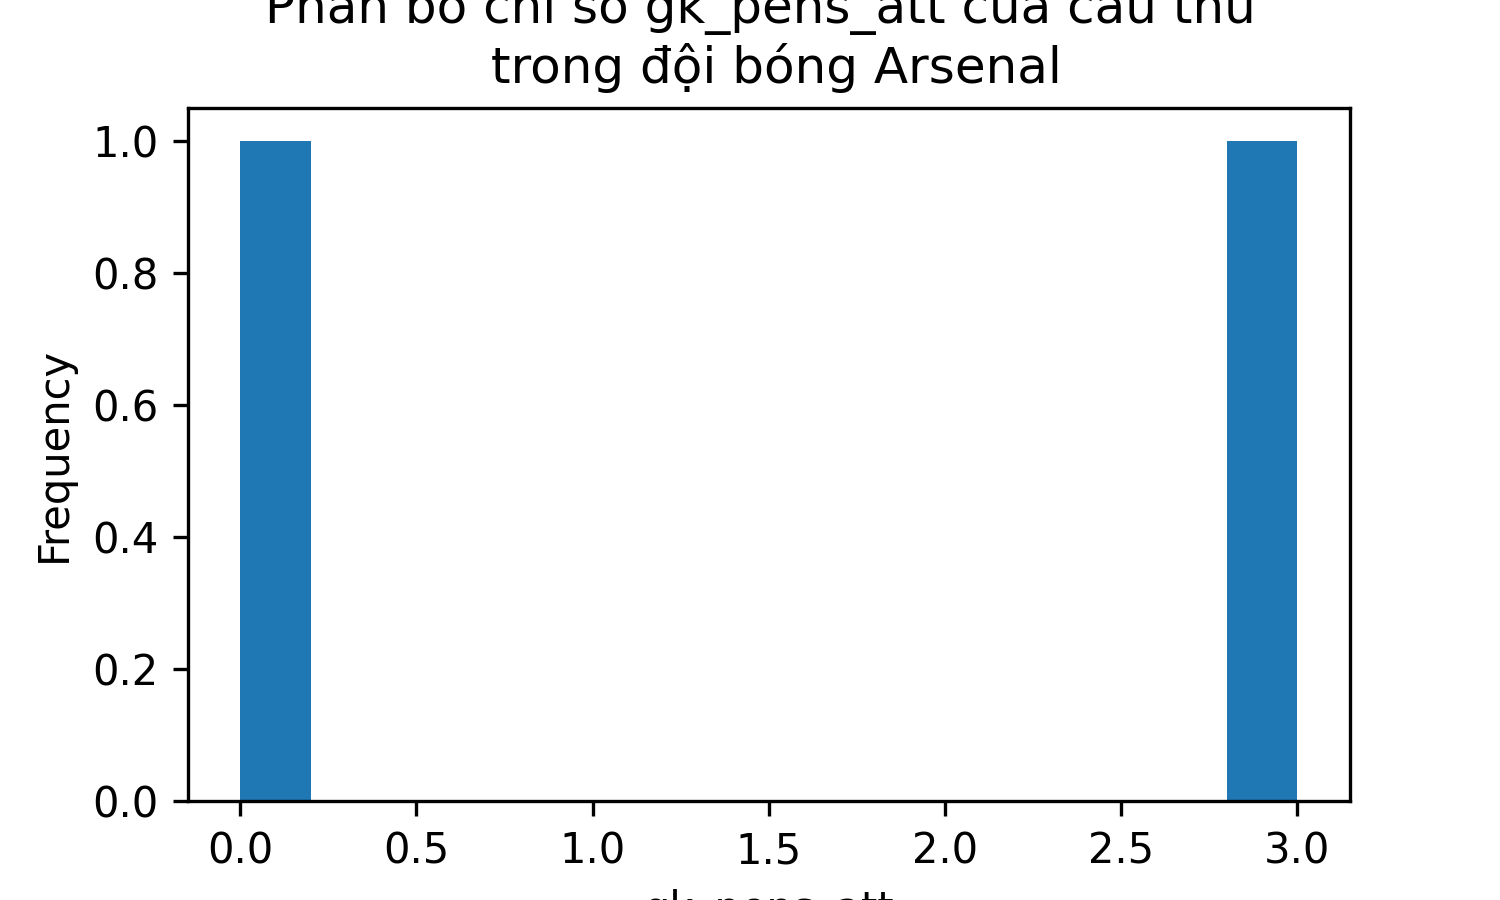 Phân bố chỉ số gk_pens_att của cầu thủ
trong đội bóng Arsenal
1.0
0.8
0.6
0.4
0.2
0.0
Frequency
0.0 0.5 1.0 1.5 2.0 2.5 3.0
gk_pens_att